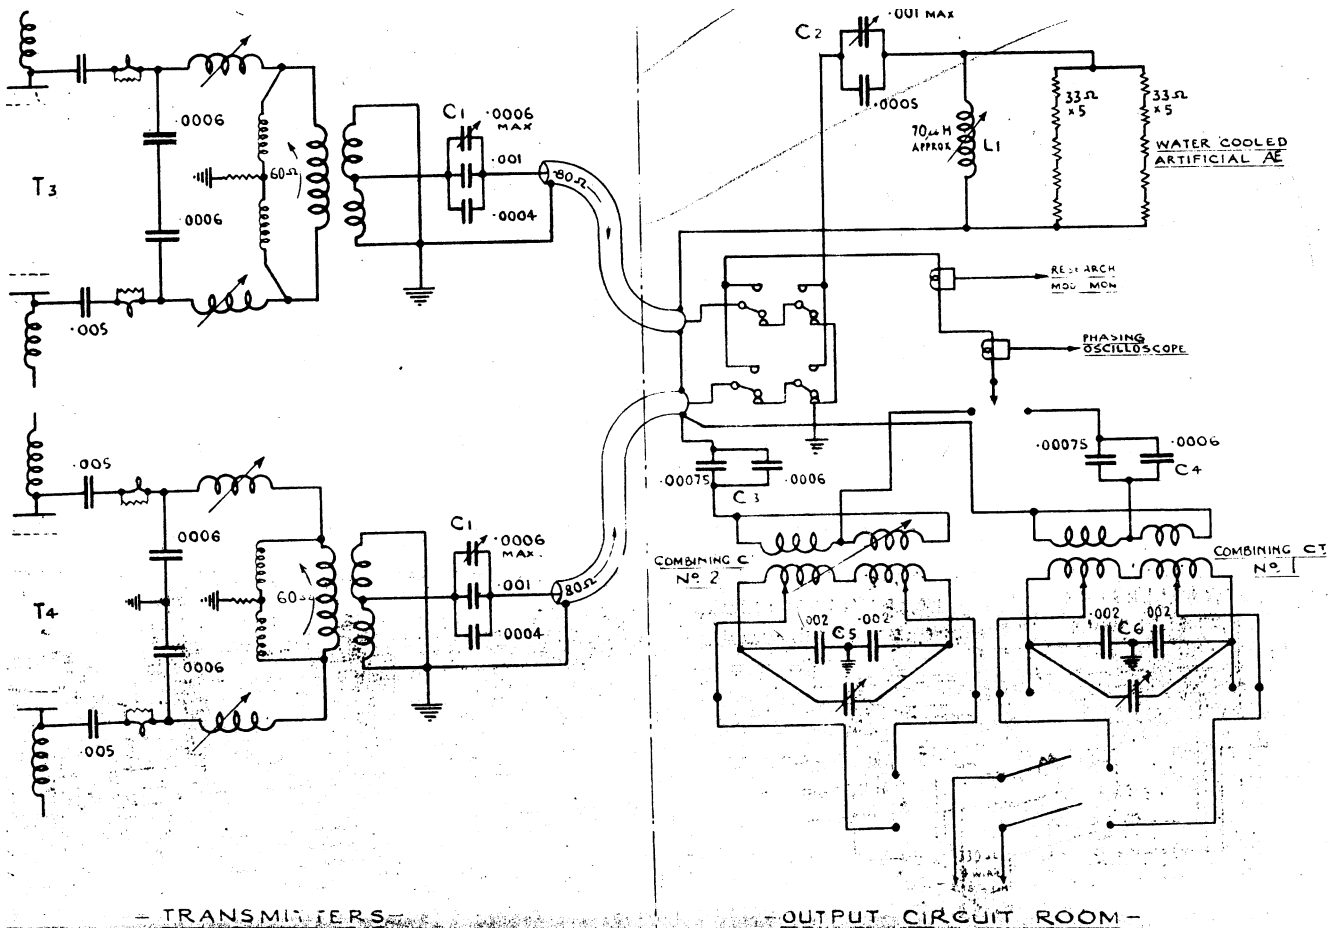 .0006
T3
.0006
.005
60Ω
C1
.0006
MAX
.001
.0004
80Ω
.005
.0006
T4
.0006
.005
C1
.0006
MAX.
.001
.0004
80Ω
- TRANSMITTERS -
C2
.001 MAX
.0005
70μH
APPROX
L1
33Ω
x5
33Ω
x5
WATER COOLED
ARTIFICIAL AE
RESEARCH
MOD MON
PHASING
OSCILLOSCOPE
.00075
.0006
C3
.00075
.0006
C4
COMBINING C
No 2
COMBINING CT
No 1
.002
.002
C5
.002
.002
C6
AE
330Ω
WIRE
- OUTPUT CIRCUIT ROOM -